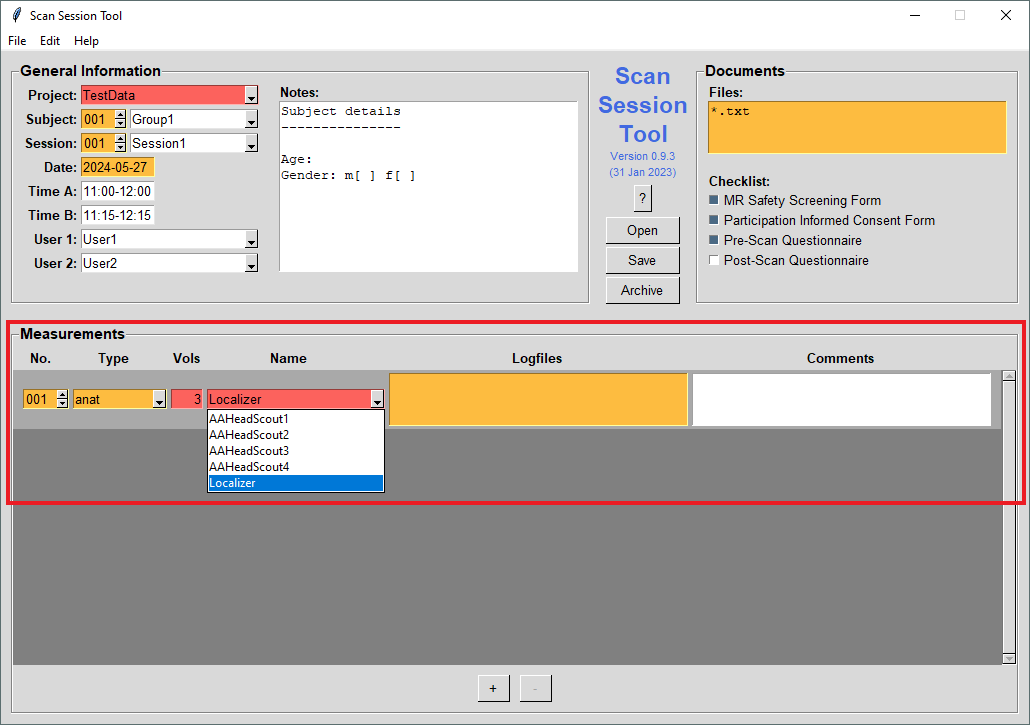 Scan Session Tool
File Edit Help
General Information
Project: TestData
Subject: 001 Group1
Session: 001 Session1
Date: 2024-05-27
Time A: 11:00-12:00
Time B: 11:15-12:15
User 1: User1
User 2: User2
Notes:
Subject details
---------------
Age:
Gender: m[ ] f[ ]
Scan
Session
Tool
Version 0.9.3
(31 Jan 2023)
?
Open
Save
Archive
Documents
Files:
*.txt
Checklist:
MR Safety Screening Form
Participation Informed Consent Form
Pre-Scan Questionnaire
Post-Scan Questionnaire
Measurements
No. Type Vols Name Logfiles Comments
001 anat 3 Localizer
AAHeadScout1
AAHeadScout2
AAHeadScout3
AAHeadScout4
Localizer
+ -